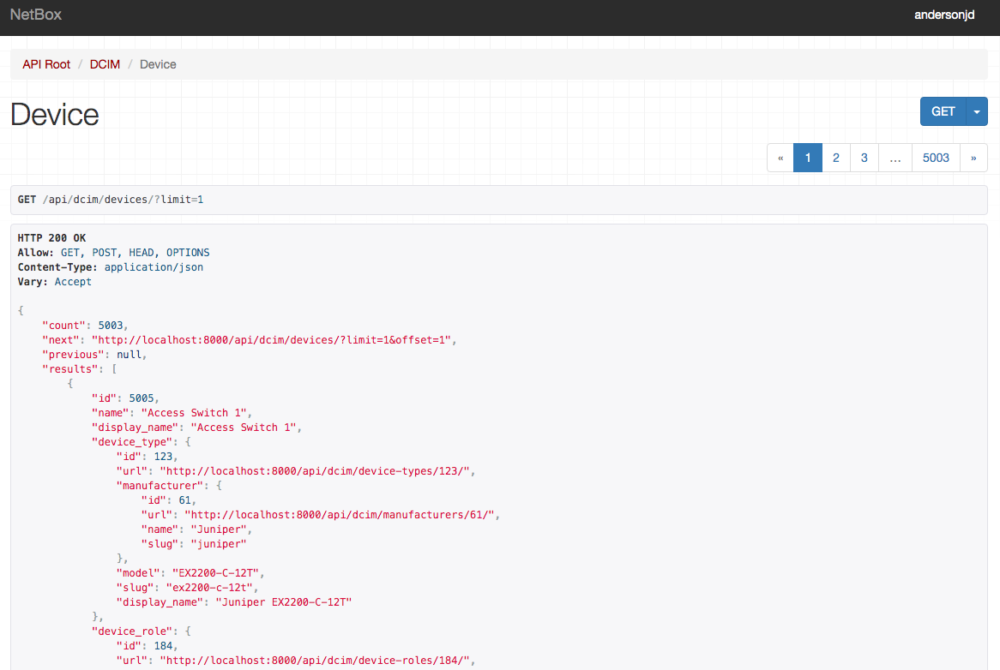 NetBox andersonjd
API Root / DCIM / Device
Device
GET
« 1 2 3 … 5003 »
GET /api/dcim/devices/?limit=1
HTTP 200 OK
Allow: GET, POST, HEAD, OPTIONS
Content-Type: application/json
Vary: Accept
{
    "count": 5003,
    "next": "http://localhost:8000/api/dcim/devices/?limit=1&offset=1",
    "previous": null,
    "results": [
        {
            "id": 5005,
            "name": "Access Switch 1",
            "display_name": "Access Switch 1",
            "device_type": {
                "id": 123,
                "url": "http://localhost:8000/api/dcim/device-types/123/",
                "manufacturer": {
                    "id": 61,
                    "url": "http://localhost:8000/api/dcim/manufacturers/61/",
                    "name": "Juniper",
                    "slug": "juniper"
                },
                "model": "EX2200-C-12T",
                "slug": "ex2200-c-12t",
                "display_name": "Juniper EX2200-C-12T"
            },
            "device_role": {
                "id": 184,
                "url": "http://localhost:8000/api/dcim/device-roles/184/",